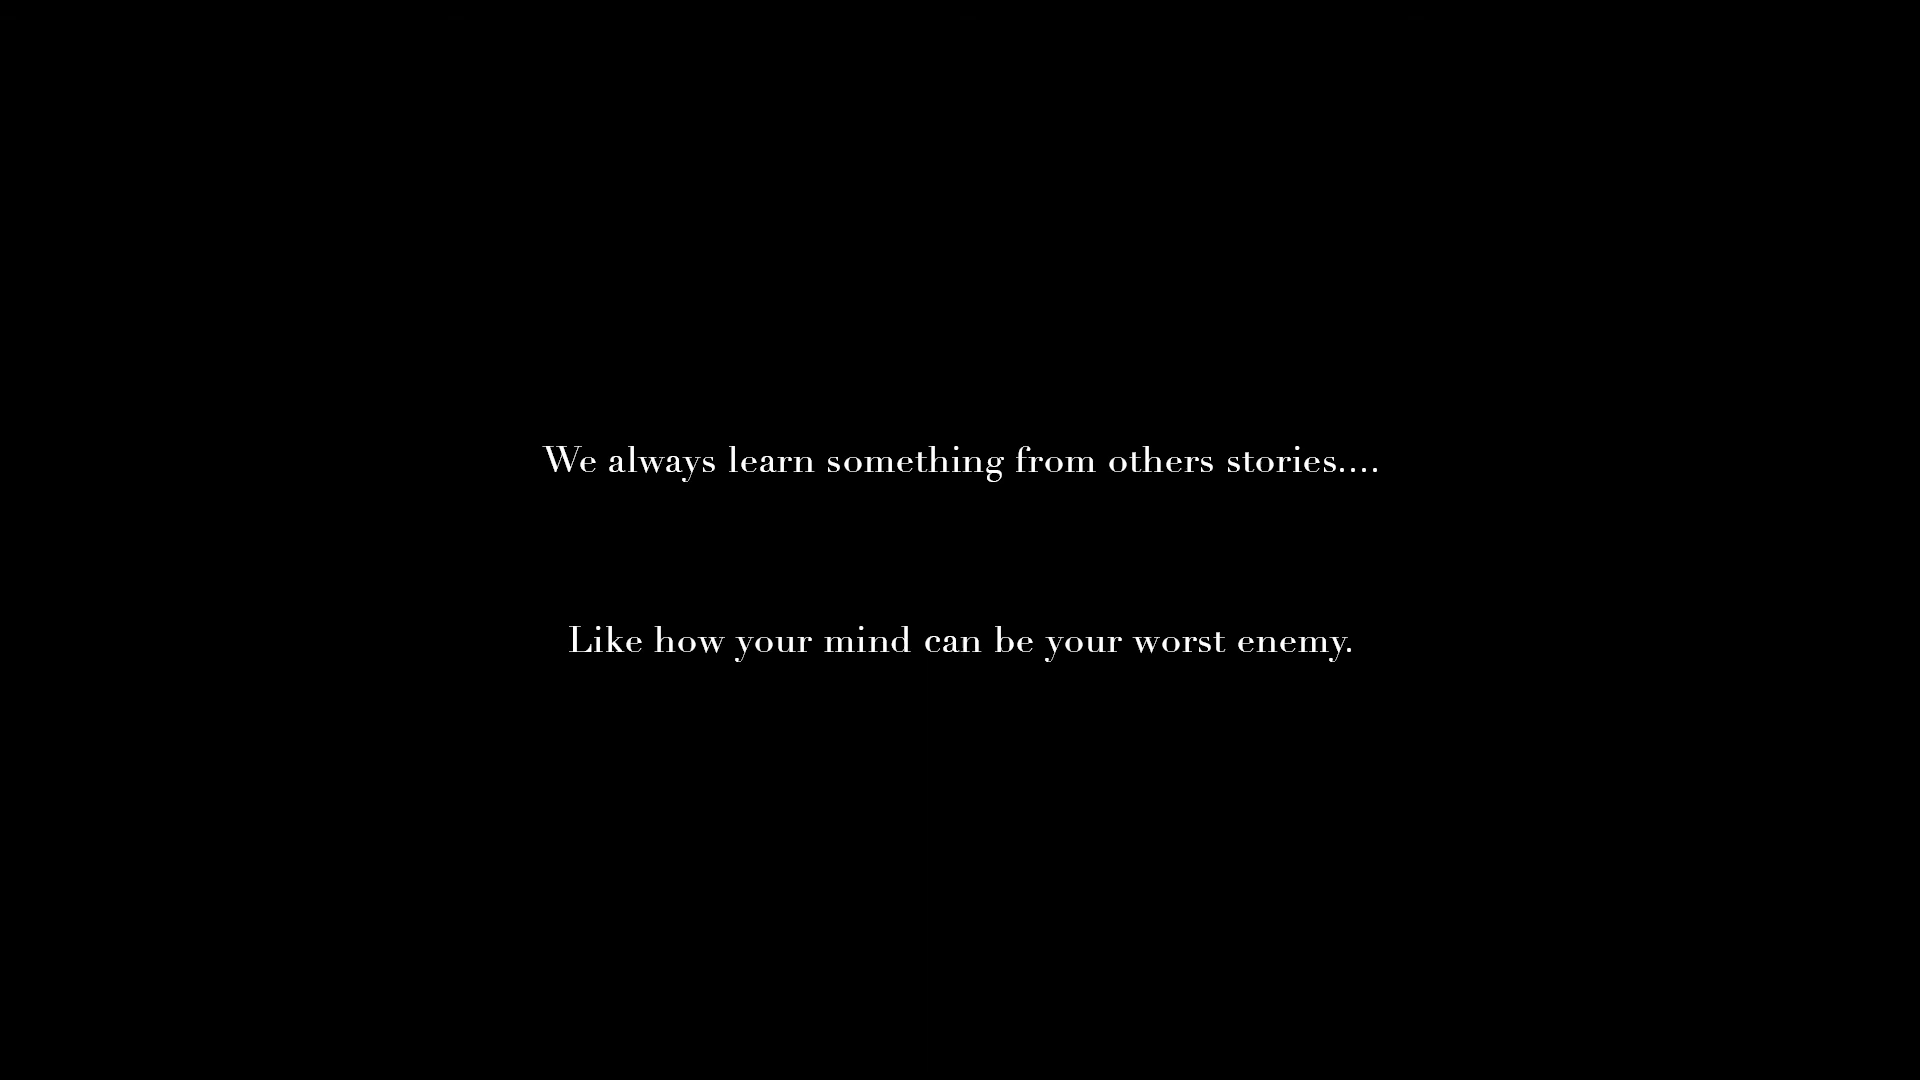 We always learn something from others stories....
Like how your mind can be your worst enemy.